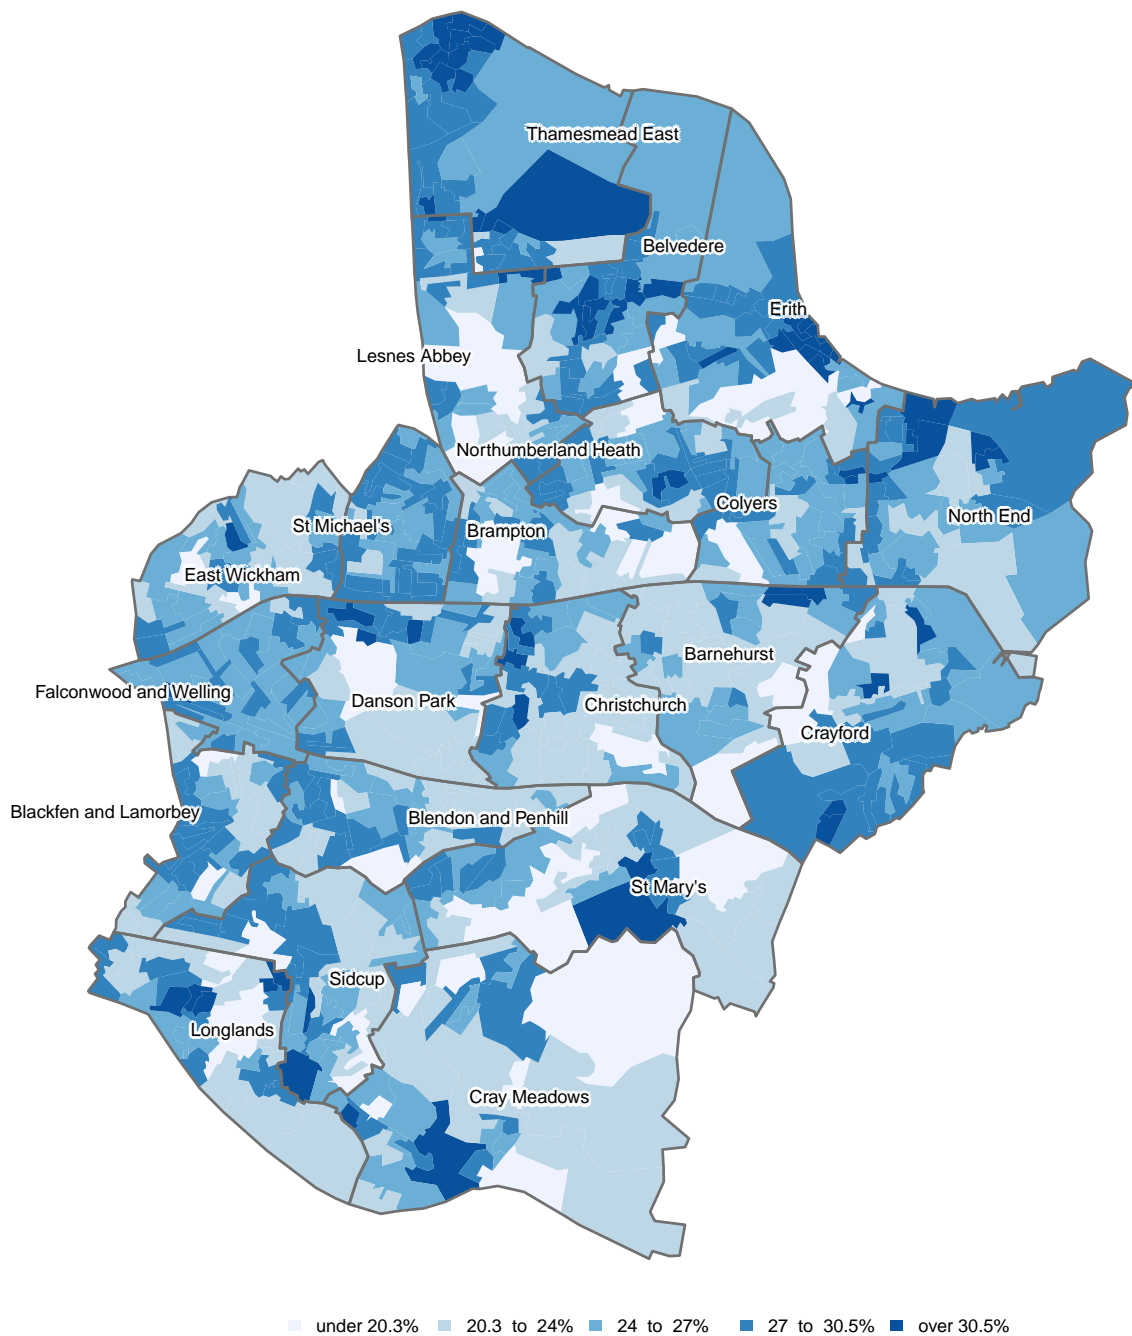 Thamesmead East
Belvedere
Erith
Lesnes Abbey
Northumberland Heath
Colyers
North End
St Michael's
Brampton
East Wickham
Barnehurst
Falconwood and Welling
Danson Park
Christchurch
Crayford
Blackfen and Lamorbey
Blendon and Penhill
St Mary's
Sidcup
Longlands
Cray Meadows
under 20.3% 20.3 to 24% 24 to 27% 27 to 30.5% over 30.5%